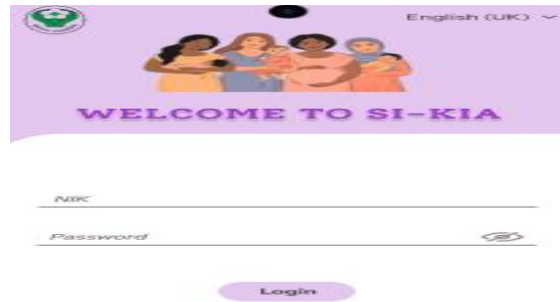 English (UK)
WELCOME TO SI-KIA
NIK
Password
Login